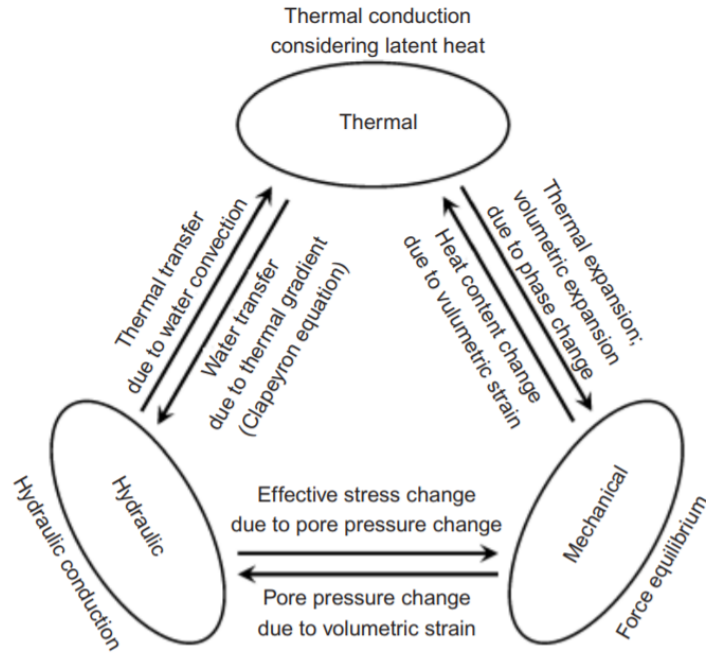 Thermal conduction
considering latent heat
Thermal
Thermal transfer
due to water convection
Water transfer
due to thermal gradient
(Clapeyron equation)
Thermal expansion;
volumetric expansion
due to phase change
Heat content change
due to vulumetric strain
Hydraulic
Hydraulic conduction
Effective stress change
due to pore pressure change
Pore pressure change
due to volumetric strain
Mechanical
Force equilibrium